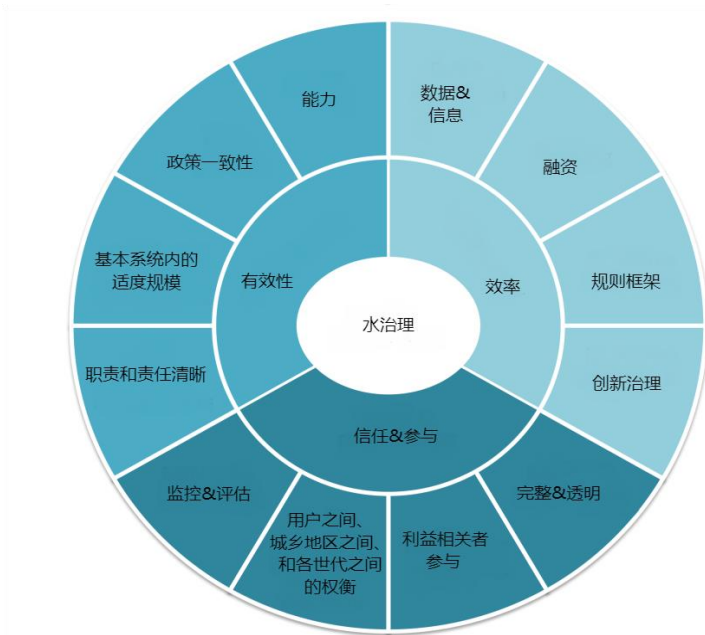 能力
数据&
信息
政策一致性
融资
基本系统内的
适度规模
有效性
效率
规则框架
水治理
职责和责任清晰
创新治理
信任&参与
监控&评估
完整&透明
用户之间、
城乡地区之间、
和各世代之间
的权衡
利益相关者
参与